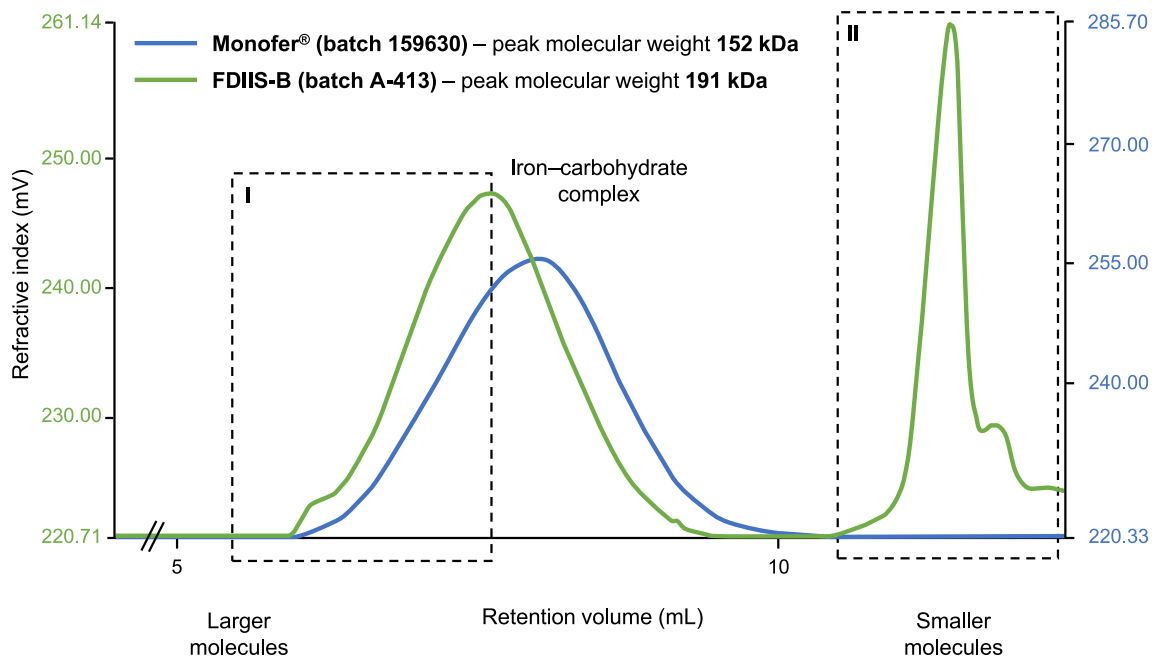 261.14
250.00
240.00
230.00
220.71
Refractive index (mV)
Monofer® (batch 159630) – peak molecular weight 152 kDa
FDIIS-B (batch A-413) – peak molecular weight 191 kDa
I
Iron–carbohydrate
complex
II
285.70
270.00
255.00
240.00
220.33
5
10
Retention volume (mL)
Larger
molecules
Smaller
molecules